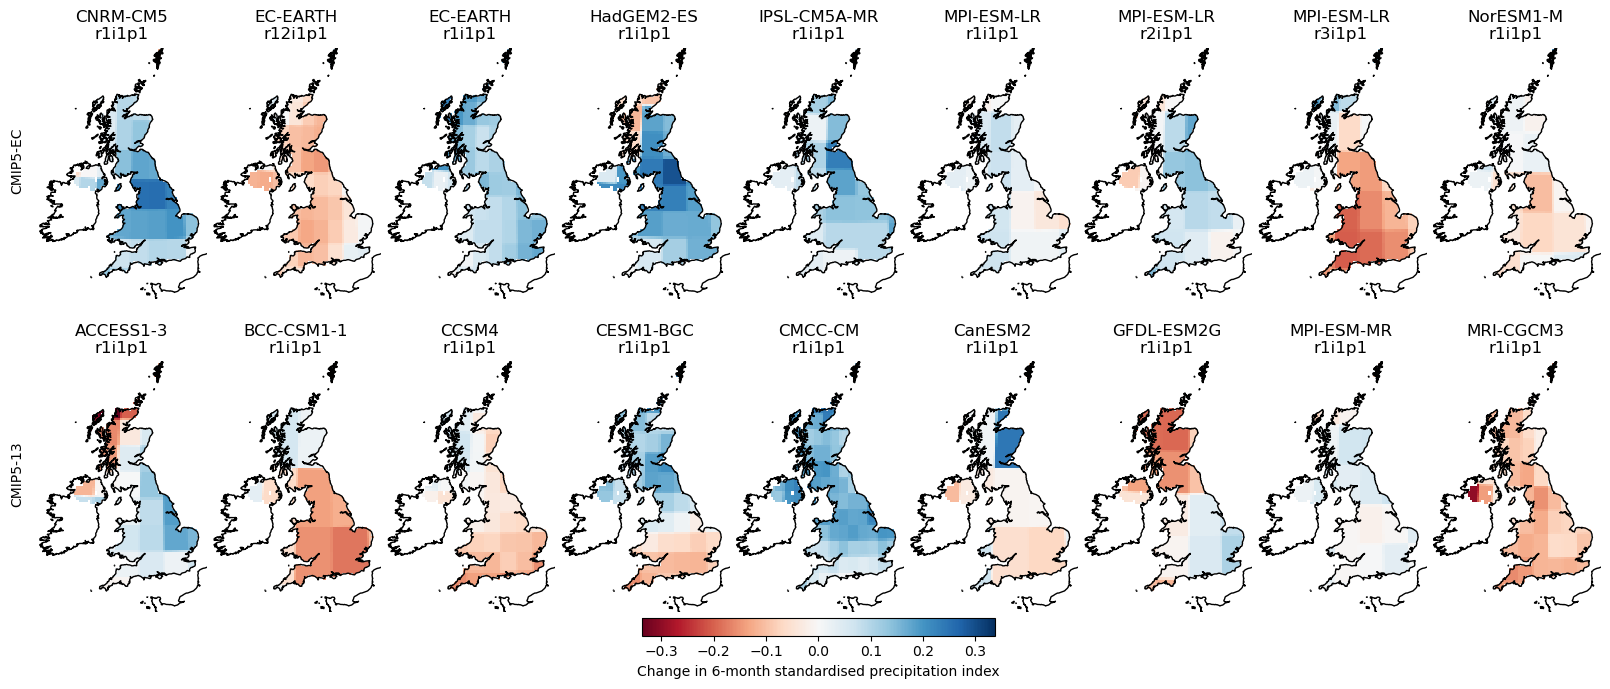 CNRM-CM5 EC-EARTH EC-EARTH HadGEM2-ES IPSL-CM5A-MR MPI-ESM-LR MPI-ESM-LR MPI-ESM-LR NorESM1-M
r1i1p1 r12i1p1 r1i1p1 r1i1p1 r1i1p1 r1i1p1 r2i1p1 r3i1p1 r1i1p1
CMIP5-EC
ACCESS1-3 BCC-CSM1-1 CCSM4 CESM1-BGC CMCC-CM CanESM2 GFDL-ESM2G MPI-ESM-MR MRI-CGCM3
r1i1p1 r1i1p1 r1i1p1 r1i1p1 r1i1p1 r1i1p1 r1i1p1 r1i1p1 r1i1p1
CMIP5-13
−0.3 −0.2 −0.1 0.0 0.1 0.2 0.3
Change in 6-month standardised precipitation index